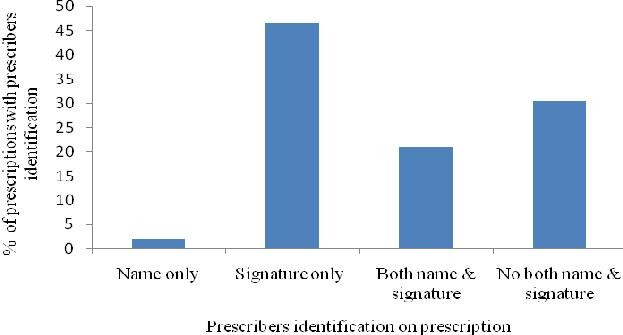 % of prescriptions with prescribers
identification
50
45
40
35
30
25
20
15
10
5
0
Name only
Signature only
Both name &
signature
No both name &
signature
Prescribers identification on prescription